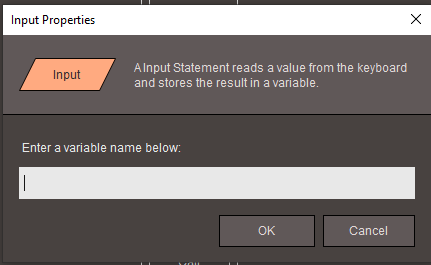 Input Properties
Input
A Input Statement reads a value from the keyboard
and stores the result in a variable.
Enter a variable name below:
OK
Cancel